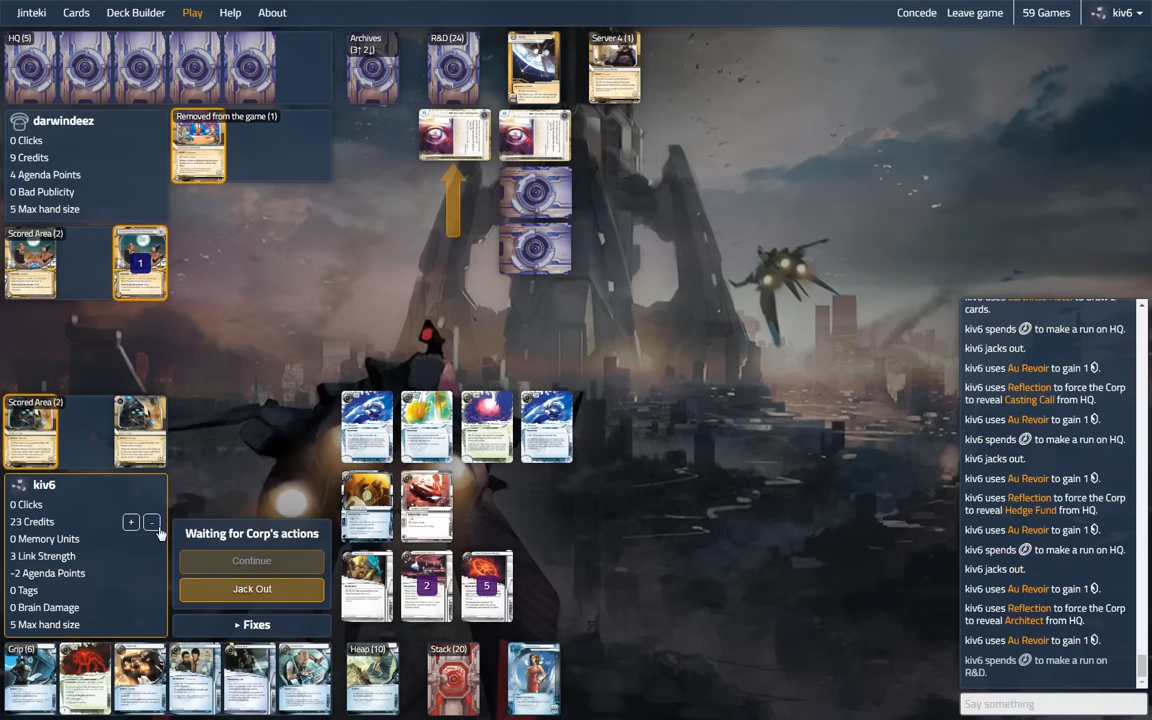 Jinteki Cards Deck Builder Play Help About
Concede Leave game 59 Games kiv6
HQ (5)
Archives
(3↑ 2↓)
R&D (24)
Server 4 (1)
darwindeez
0 Clicks
9 Credits
4 Agenda Points
0 Bad Publicity
5 Max hand size
Removed from the game (1)
Scored Area (2)
1
Scored Area (2)
kiv6
0 Clicks
23 Credits
+ -
0 Memory Units
3 Link Strength
-2 Agenda Points
0 Tags
0 Brain Damage
5 Max hand size
Waiting for Corp's actions
Continue
Jack Out
Fixes
2
5
Grip (6)
Heap (10)
Stack (20)
cards.
kiv6 spends to make a run on HQ.
kiv6 jacks out.
kiv6 uses Au Revoir to gain 1.
kiv6 uses Reflection to force the Corp
to reveal Casting Call from HQ.
kiv6 uses Au Revoir to gain 1.
kiv6 spends to make a run on HQ.
kiv6 jacks out.
kiv6 uses Au Revoir to gain 1.
kiv6 uses Reflection to force the Corp
to reveal Hedge Fund from HQ.
kiv6 uses Au Revoir to gain 1.
kiv6 spends to make a run on HQ.
kiv6 jacks out.
kiv6 uses Au Revoir to gain 1.
kiv6 uses Reflection to force the Corp
to reveal Architect from HQ.
kiv6 uses Au Revoir to gain 1.
kiv6 spends to make a run on
R&D.
Say something